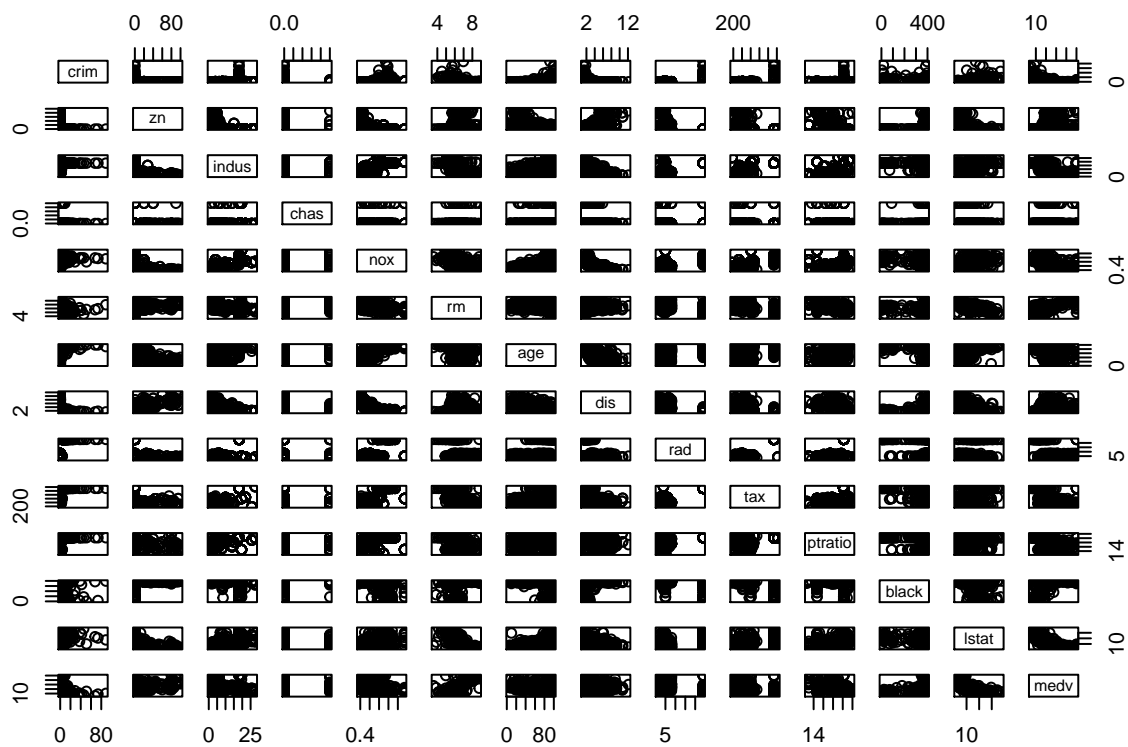 0 80 0.0 4 8 2 12 200 0 400 10
crim 0
0 zn
indus 0
0.0 chas
nox 0.4
4 rm
age 0
2 dis
rad 5
200 tax
ptratio 14
0 black
lstat 10
10 medv
0 80 0 25 0.4 0 80 5 14 10